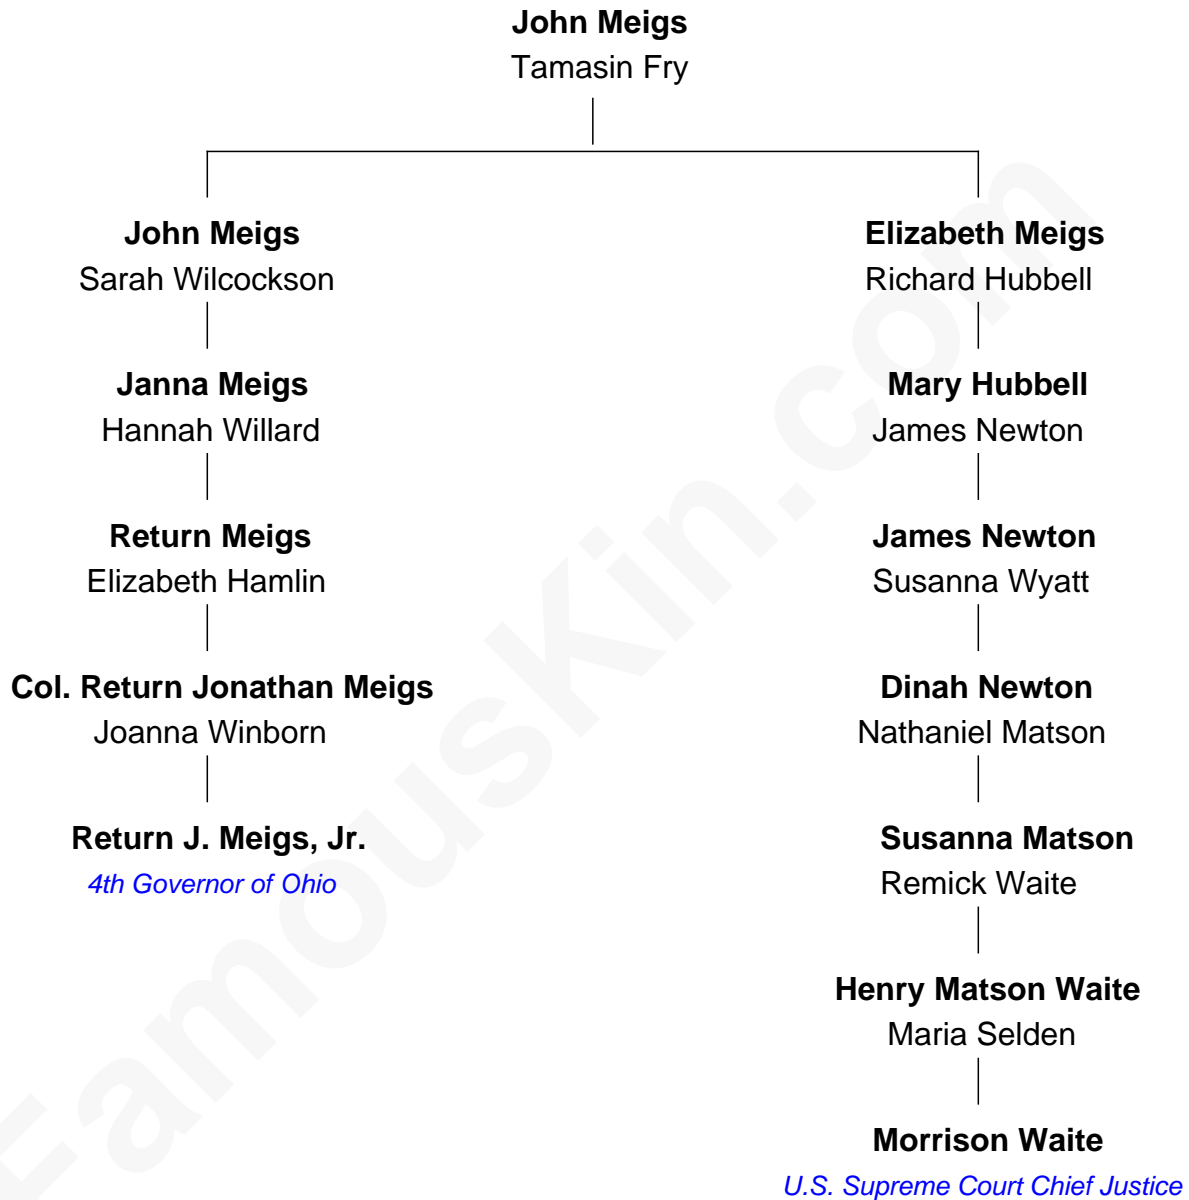 John Meigs
Tamasin Fry
John Meigs
Sarah Wilcockson
Elizabeth Meigs
Richard Hubbell
Janna Meigs
Hannah Willard
Mary Hubbell
James Newton
Return Meigs
Elizabeth Hamlin
James Newton
Susanna Wyatt
Col. Return Jonathan Meigs
Joanna Winborn
Dinah Newton
Nathaniel Matson
Return J. Meigs, Jr.
4th Governor of Ohio
Susanna Matson
Remick Waite
Henry Matson Waite
Maria Selden
Morrison Waite
U.S. Supreme Court Chief Justice
FamousKin.com